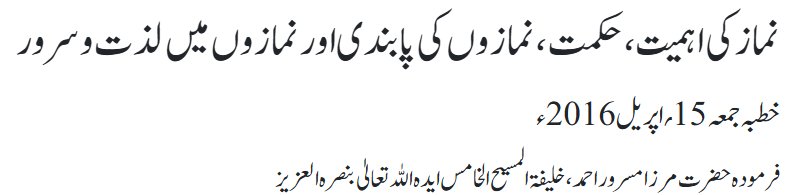 نماز کی اہمیت، حکمت، نمازوں کی پابندی اور نمازوں میں لذت و سرور
خطبہ جمعہ 15؍ اپریل 2016ء
فرمودہ حضرت مرزا مسرور احمد، خلیفۃ المسیح الخامس ایدہ اللہ تعالیٰ بنصرہ العزیز